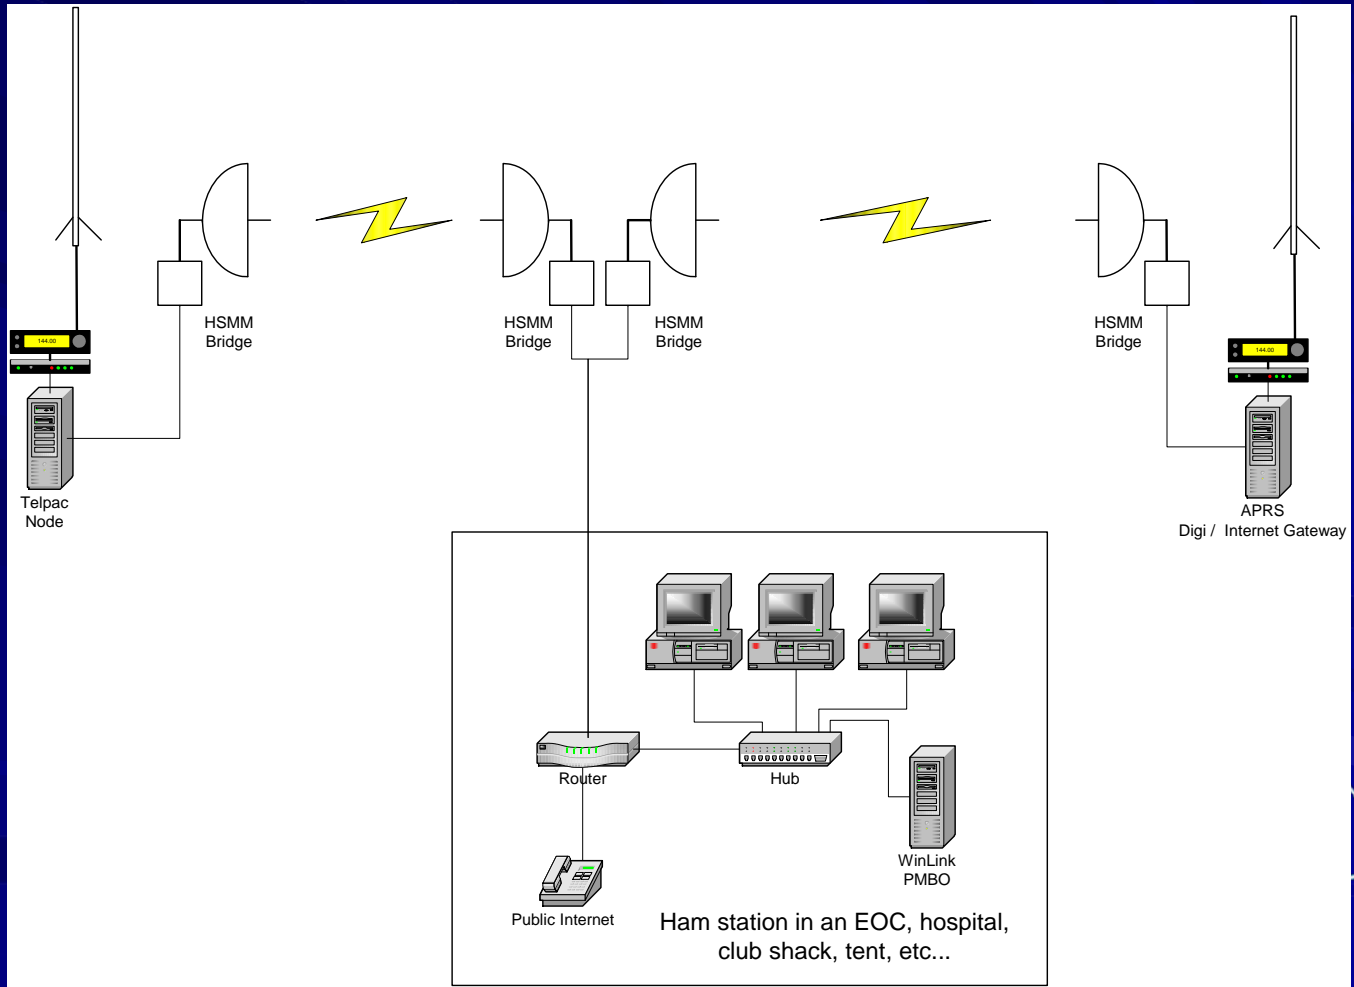 HSMM
Bridge
HSMM
Bridge
HSMM
Bridge
HSMM
Bridge
144.00
144.00
Telpac
Node
APRS
Digi / Internet Gateway
Router
Hub
WinLink
PMBO
Public Internet
Ham station in an EOC, hospital,
club shack, tent, etc...